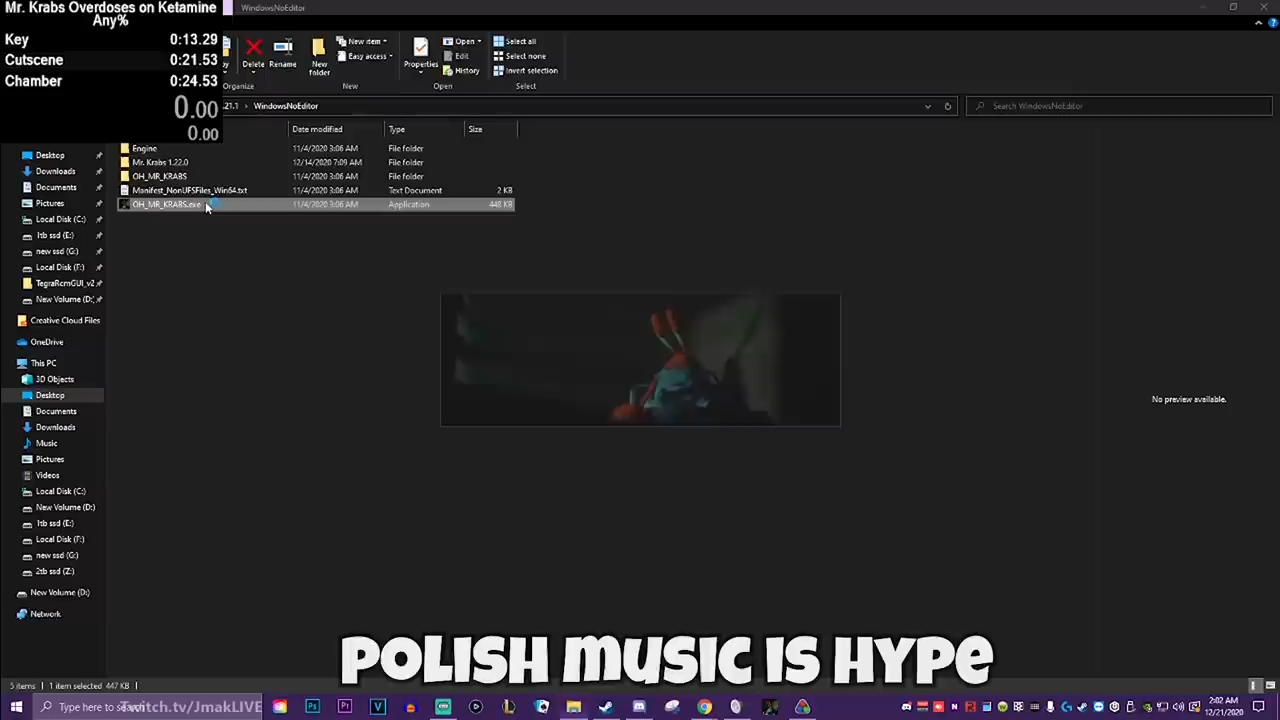 Mr. Krabs Overdoses on Ketamine
Any%
Key 0:13.29
Cutscene 0:21.53
Chamber 0:24.53
0.00
0.00
WindowsNoEditor
Delete
Rename
New folder
New item
Easy access
Properties
Open
Edit
History
Select all
Select none
Invert selection
Organize
New
Open
Select
21.1 > WindowsNoEditor
Search WindowsNoEditor
Date modified Type Size
Engine 11/4/2020 3:06 AM File folder
Mr. Krabs 1.22.0 12/14/2020 7:09 AM File folder
OH_MR_KRABS 11/4/2020 3:06 AM File folder
Manifest_NonUFSFiles_Win64.txt 11/4/2020 3:06 AM Text Document 2 KB
OH_MR_KRABS.exe 11/4/2020 3:06 AM Application 448 KB
Desktop
Downloads
Documents
Pictures
Local Disk (C:)
1tb ssd (E:)
new ssd (G:)
Local Disk (F:)
TegraRcmGUI_v2
New Volume (D:)
Creative Cloud Files
OneDrive
This PC
3D Objects
Desktop
Documents
Downloads
Music
Pictures
Videos
Local Disk (C:)
New Volume (D:)
1tb ssd (E:)
Local Disk (F:)
new ssd (G:)
2tb ssd (Z:)
New Volume (D:)
Network
No preview available.
POLISH MUSIC IS HYPE
5 items 1 item selected 447 KB
Type here to search
Twitch.tv/JmakLIVE
2:02 AM
12/21/2020